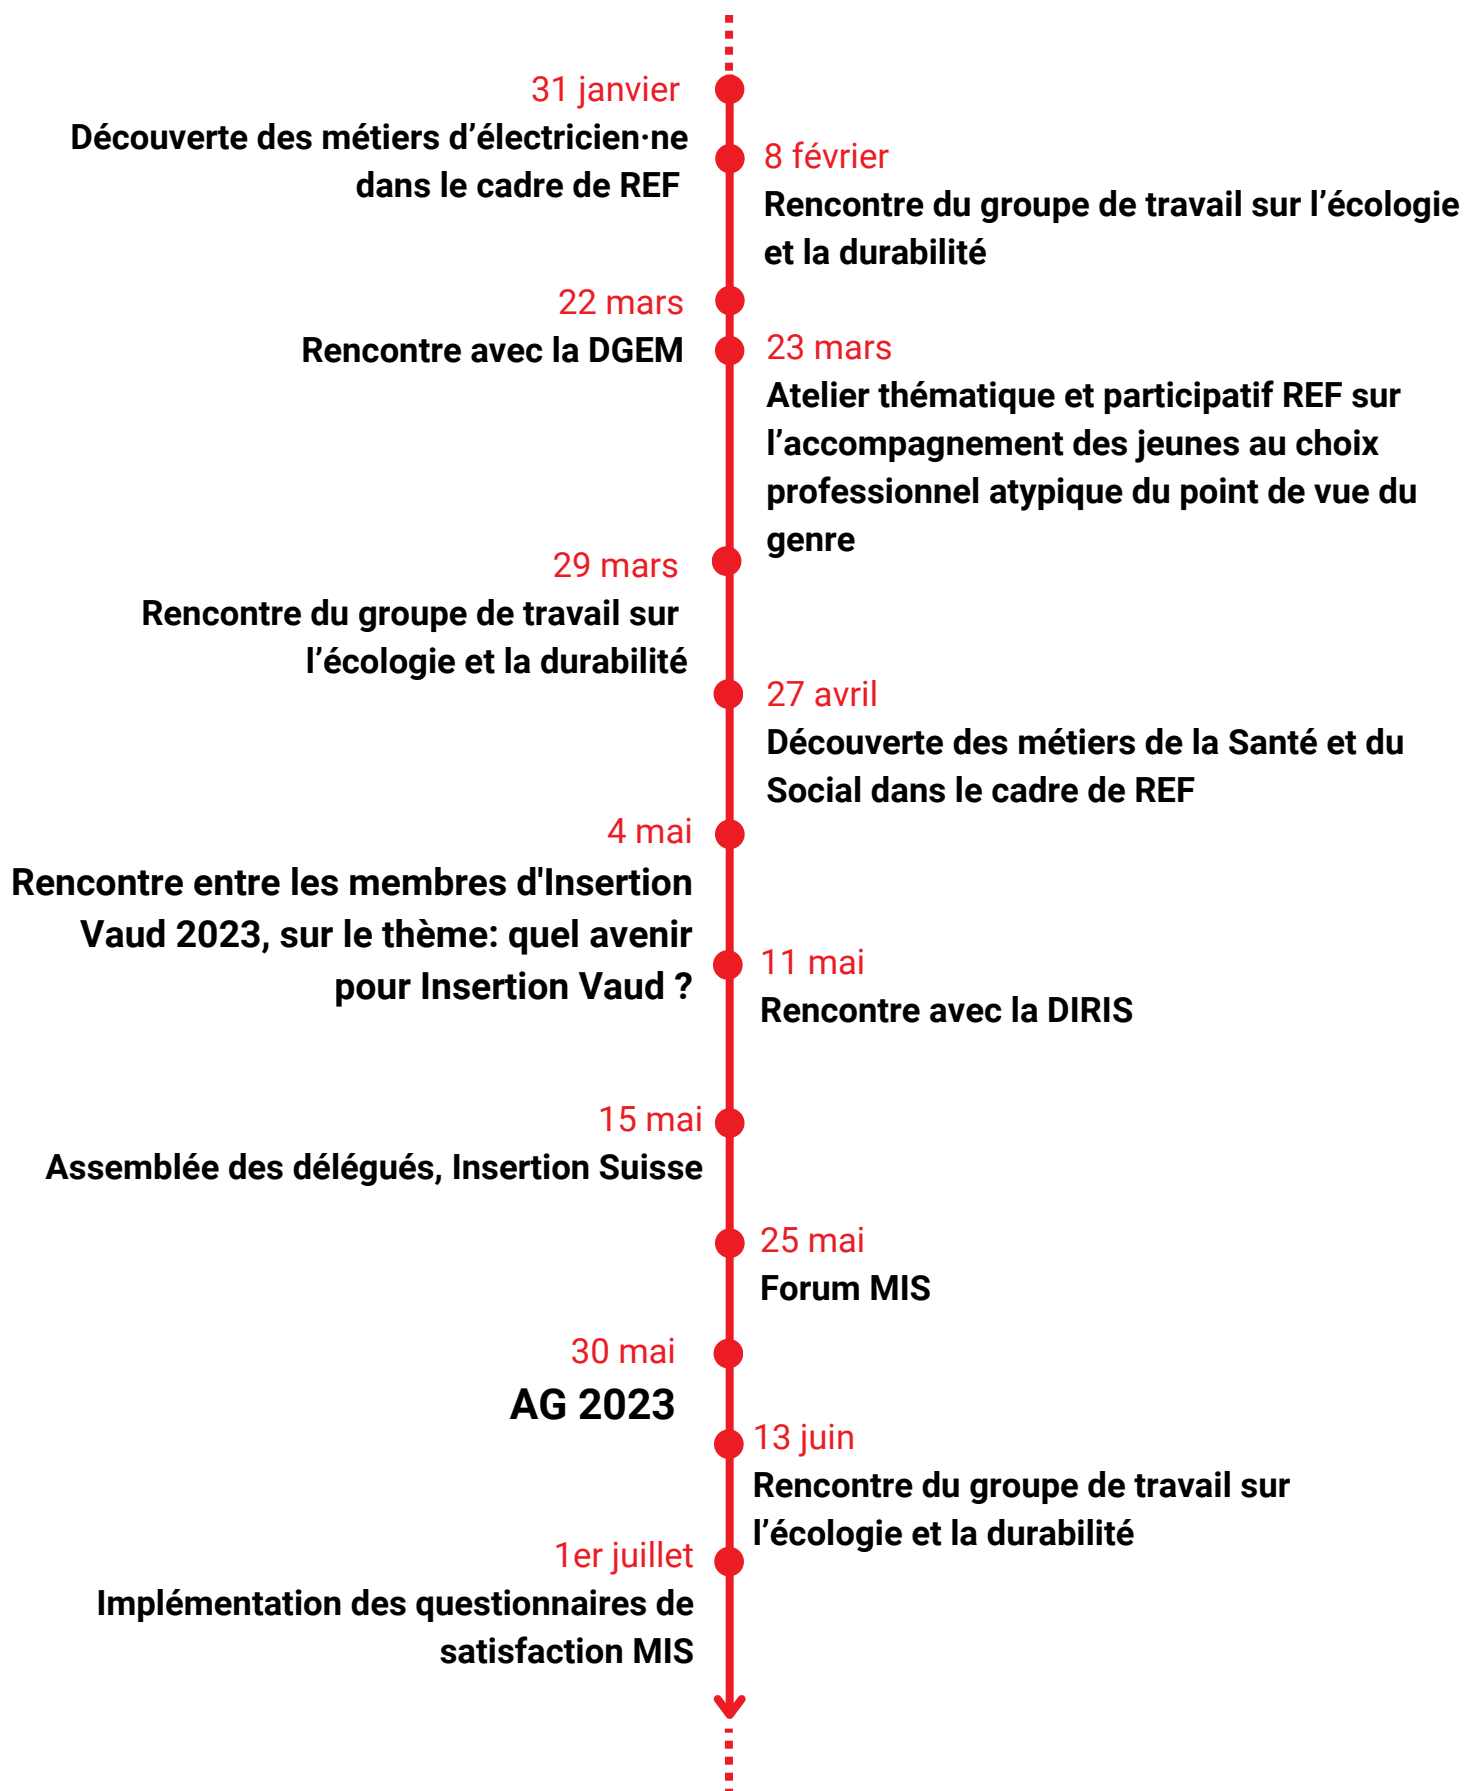 31 janvier
Découverte des métiers d’électricien·ne
dans le cadre de REF
8 février
Rencontre du groupe de travail sur l’écologie
et la durabilité
22 mars
Rencontre avec la DGEM
23 mars
Atelier thématique et participatif REF sur
l’accompagnement des jeunes au choix
professionnel atypique du point de vue du
genre
29 mars
Rencontre du groupe de travail sur
l’écologie et la durabilité
27 avril
Découverte des métiers de la Santé et du
Social dans le cadre de REF
4 mai
Rencontre entre les membres d'Insertion
Vaud 2023, sur le thème: quel avenir
pour Insertion Vaud ?
11 mai
Rencontre avec la DIRIS
15 mai
Assemblée des délégués, Insertion Suisse
25 mai
Forum MIS
30 mai
AG 2023
13 juin
Rencontre du groupe de travail sur
l’écologie et la durabilité
1er juillet
Implémentation des questionnaires de
satisfaction MIS